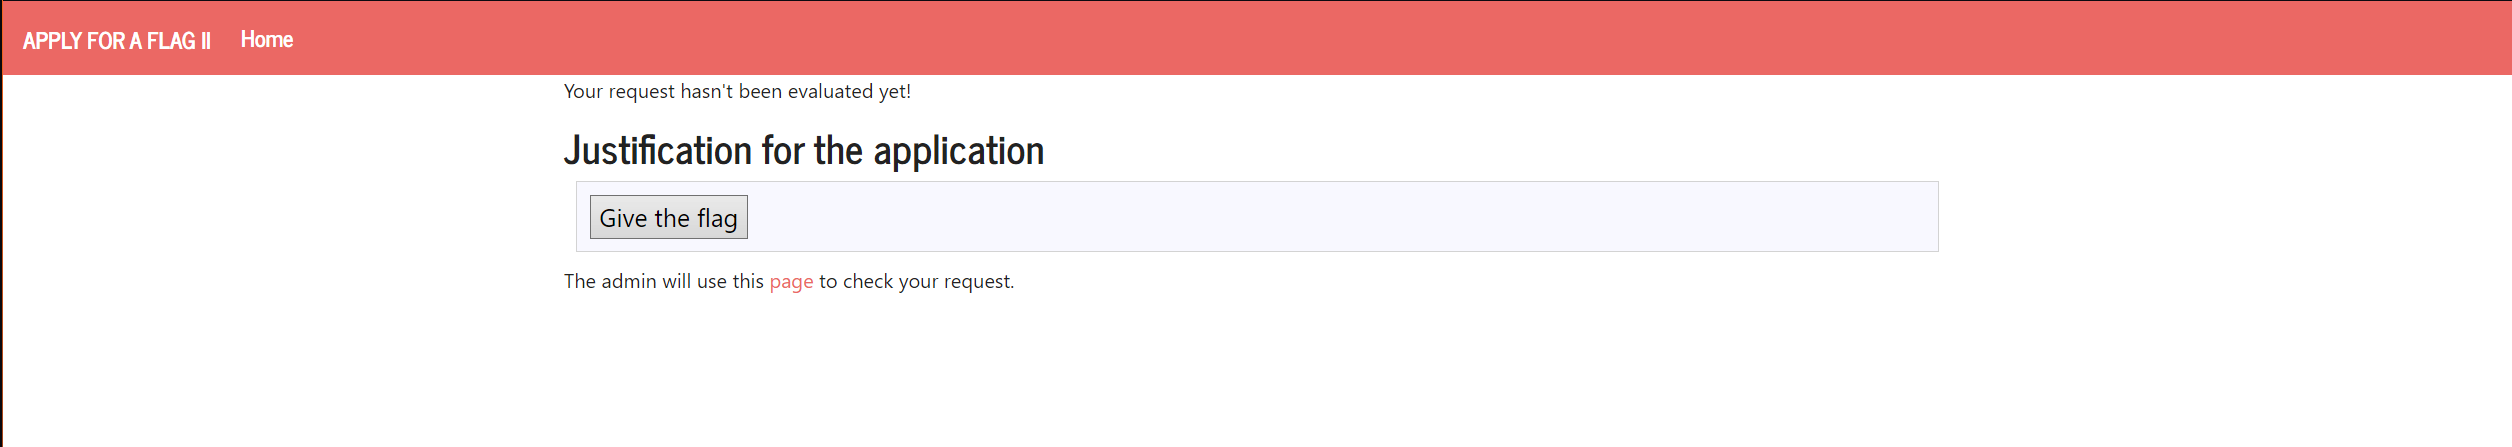 APPLY FOR A FLAG II Home
Your request hasn't been evaluated yet!
Justification for the application
Give the flag
The admin will use this page to check your request.